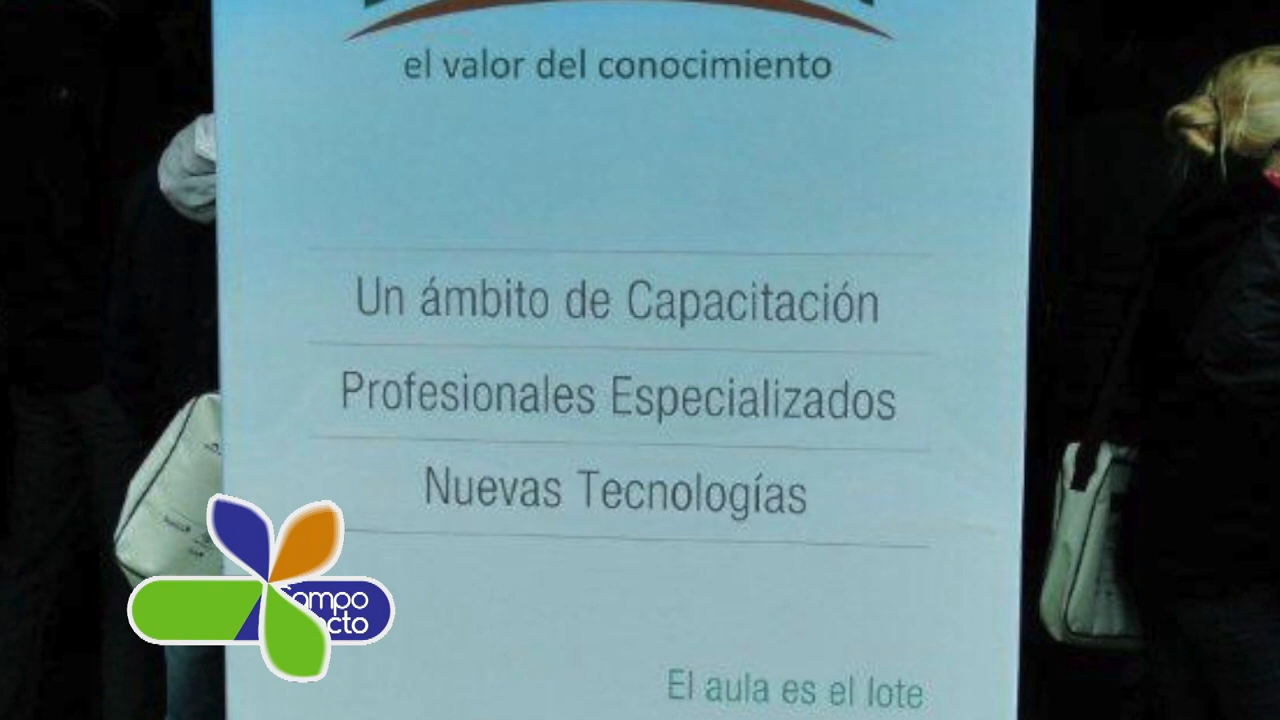 el valor del conocimiento
Un ámbito de Capacitación
Profesionales Especializados
Nuevas Tecnologías
El aula es el lote